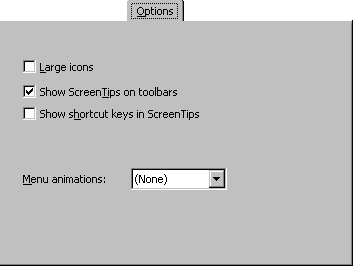 Options
Large icons
Show ScreenTips on toolbars
Show shortcut keys in ScreenTips
Menu animations: (None)